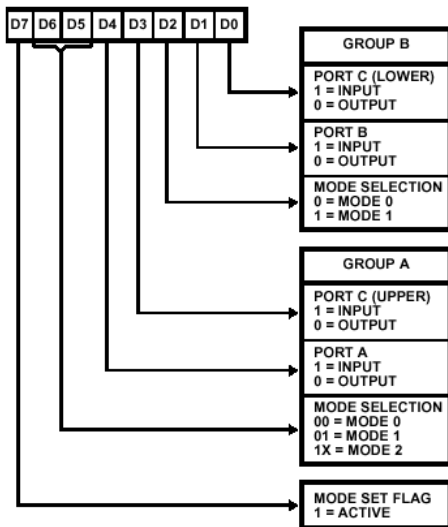 D7 D6 D5 D4 D3 D2 D1 D0
GROUP B
PORT C (LOWER)
1 = INPUT
0 = OUTPUT
PORT B
1 = INPUT
0 = OUTPUT
MODE SELECTION
0 = MODE 0
1 = MODE 1
GROUP A
PORT C (UPPER)
1 = INPUT
0 = OUTPUT
PORT A
1 = INPUT
0 = OUTPUT
MODE SELECTION
00 = MODE 0
01 = MODE 1
1X = MODE 2
MODE SET FLAG
1 = ACTIVE